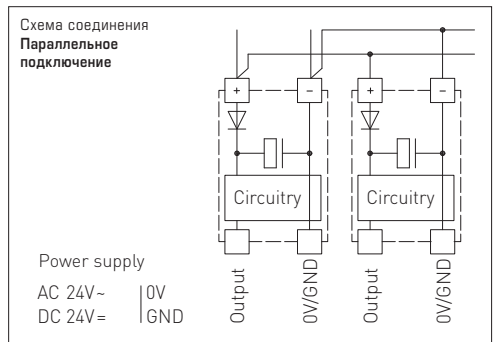 Схема соединения
Параллельное
подключение
+ − + −
Circuitry Circuitry
Power supply
AC 24V~ 0V
DC 24V= GND
Output 0V/GND Output 0V/GND